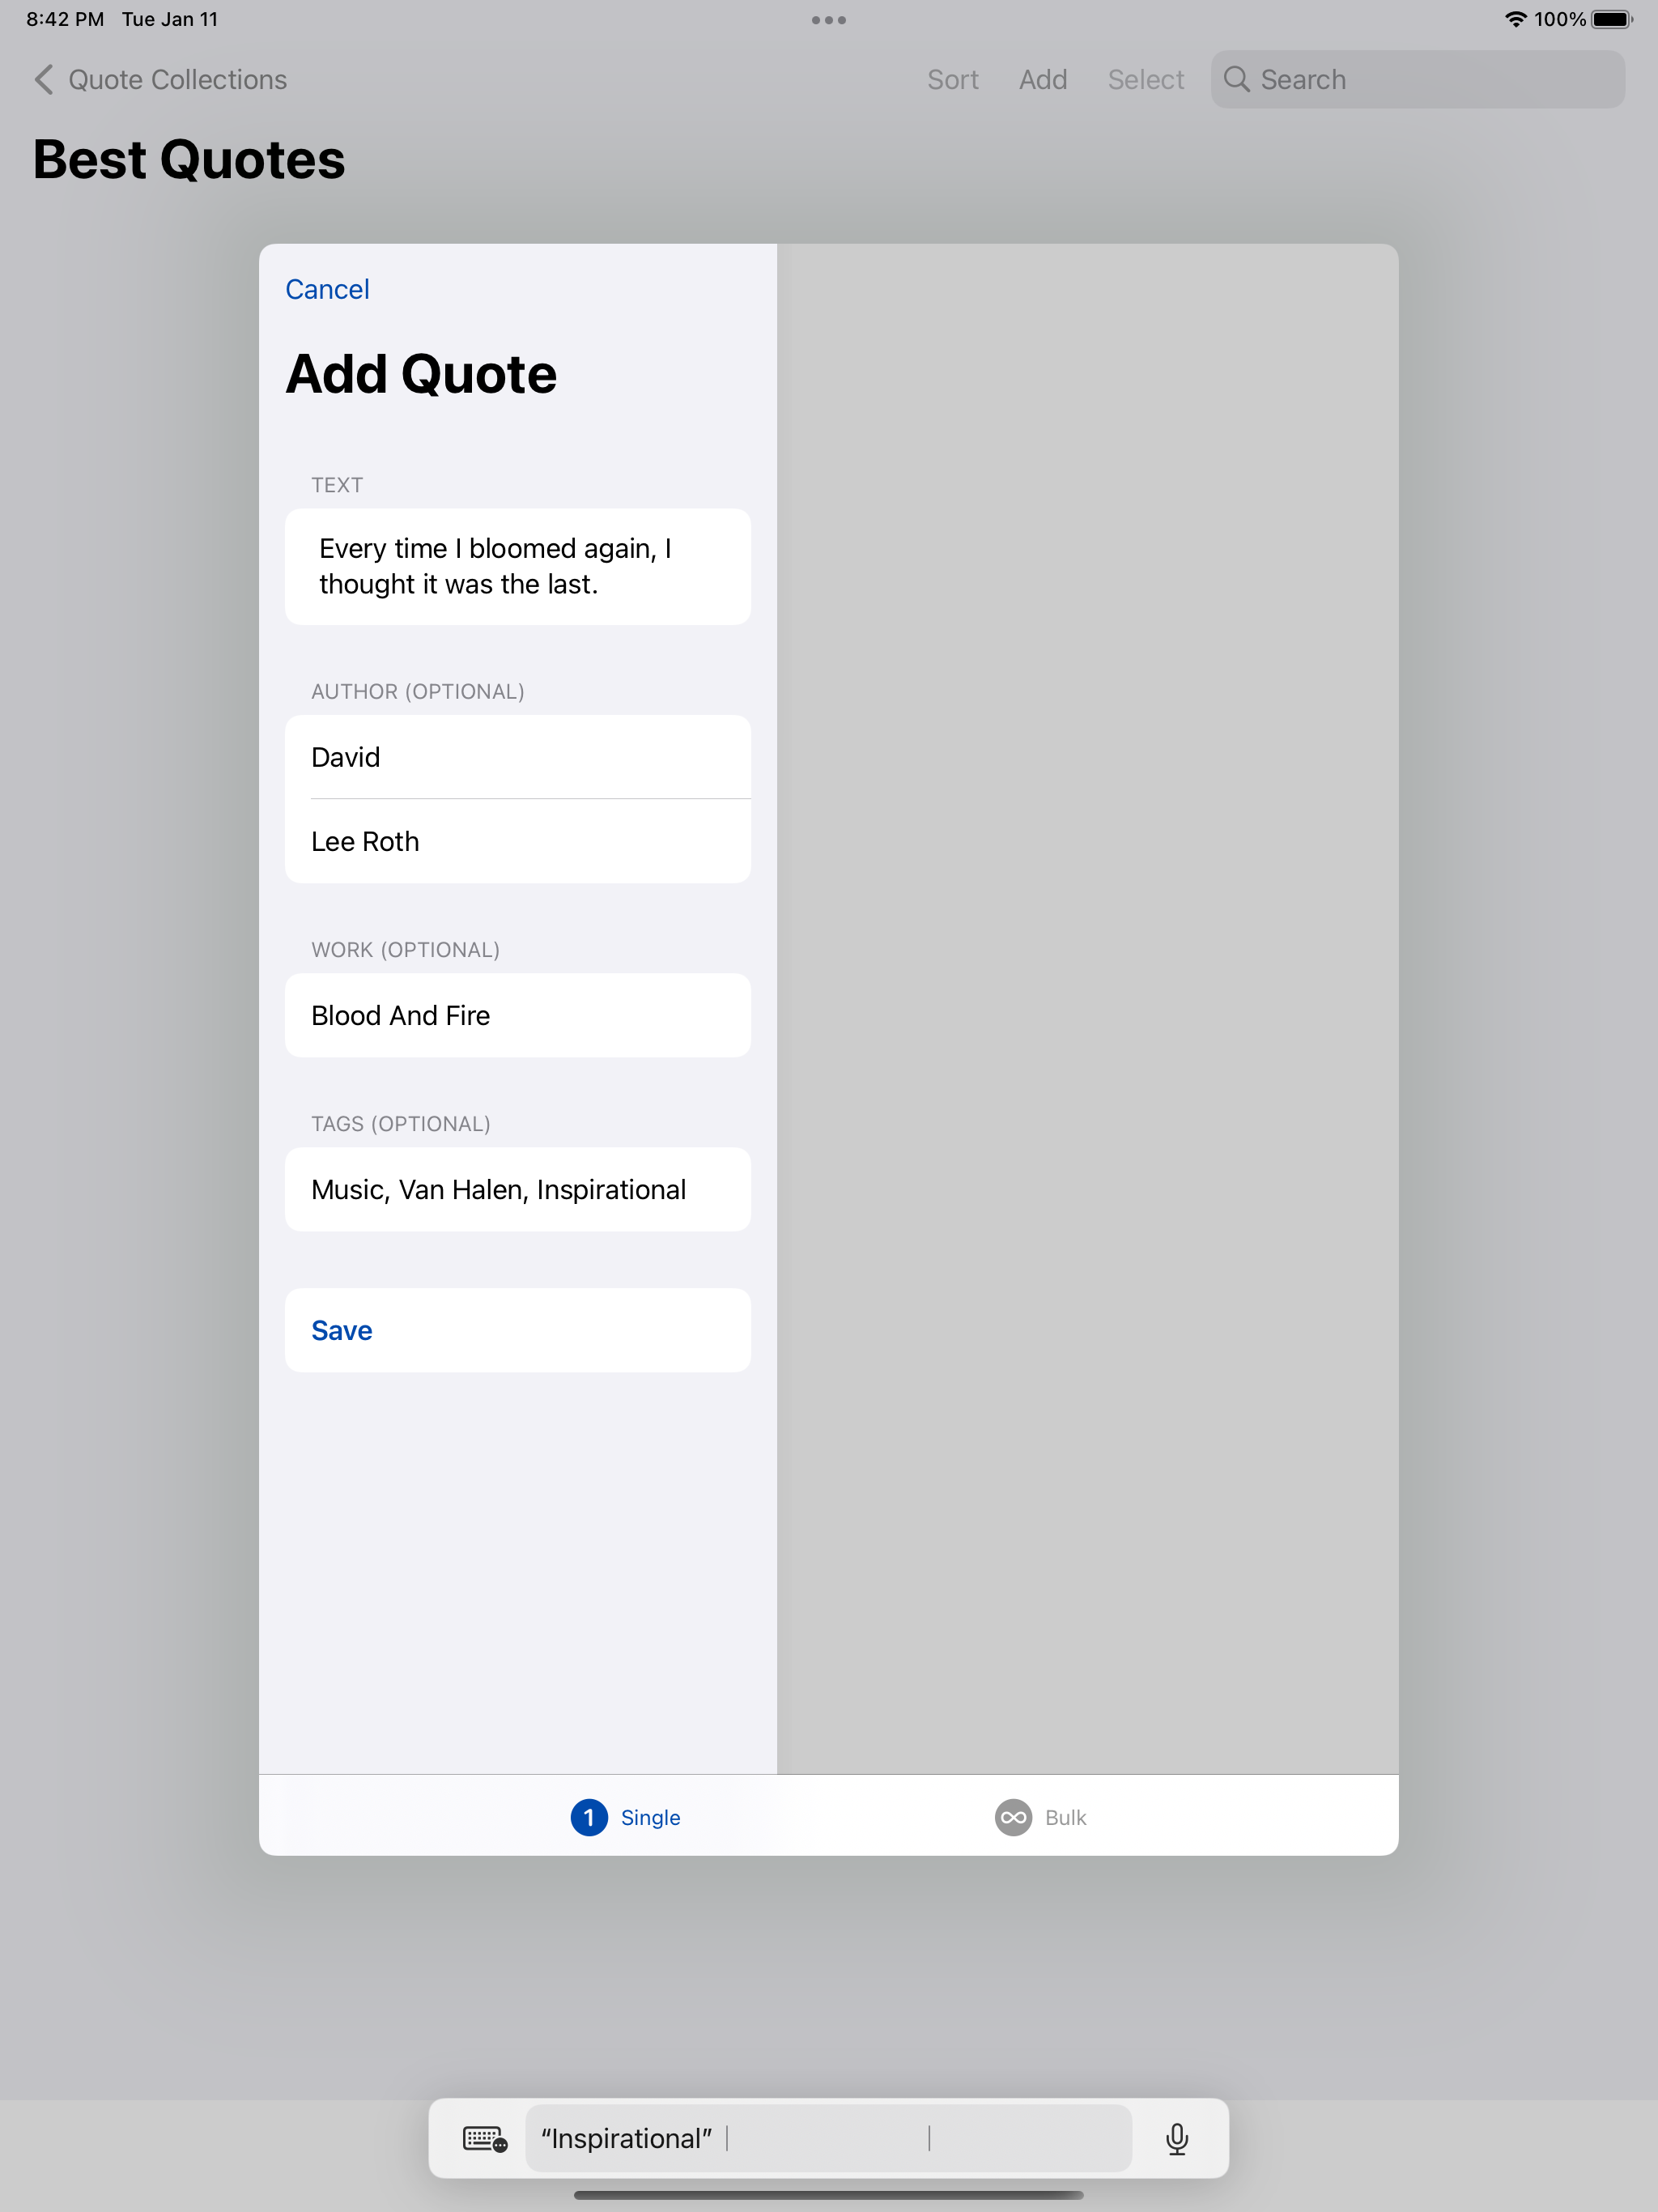 8:42 PM Tue Jan 11
100%
Quote Collections
Sort Add Select Search
Best Quotes
Cancel
Add Quote
TEXT
Every time I bloomed again, I
thought it was the last.
AUTHOR (OPTIONAL)
David
Lee Roth
WORK (OPTIONAL)
Blood And Fire
TAGS (OPTIONAL)
Music, Van Halen, Inspirational
Save
1 Single
Bulk
“Inspirational”